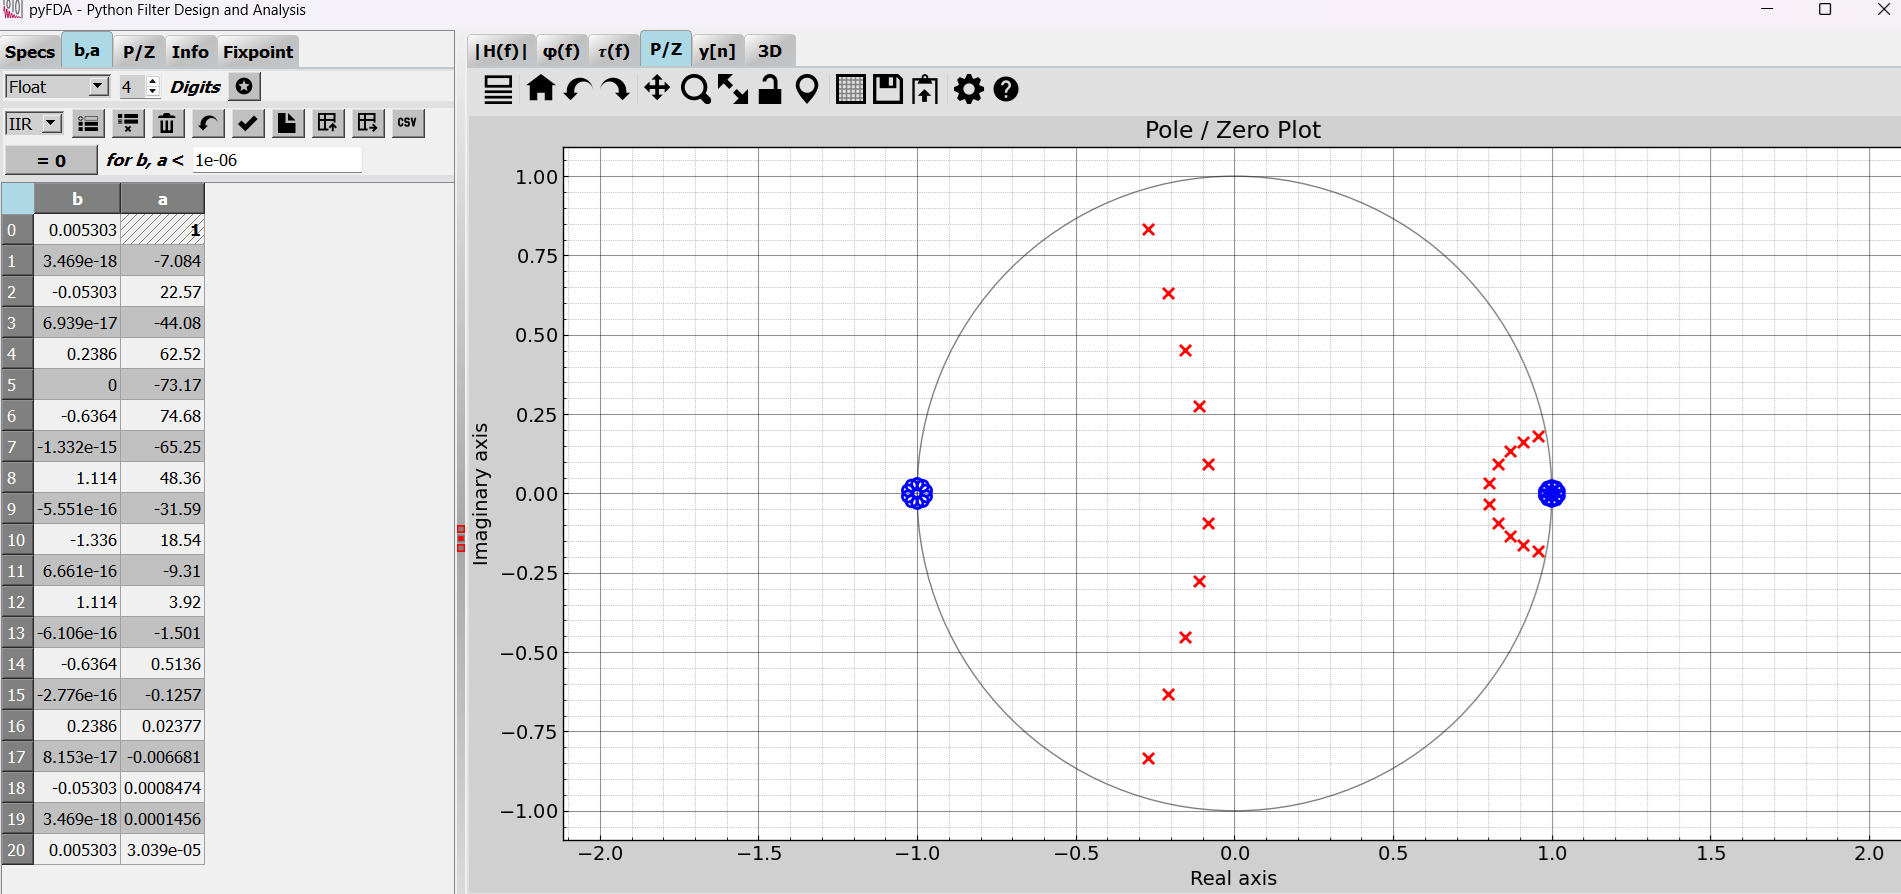 pyFDA - Python Filter Design and Analysis
Specs b,a P/Z Info Fixpoint
Float 4 Digits
IIR CSV
= 0 for b, a < 1e-06
b a
0 0.005303 1
1 3.469e-18 -7.084
2 -0.05303 22.57
3 6.939e-17 -44.08
4 0.2386 62.52
5 0 -73.17
6 -0.6364 74.68
7 -1.332e-15 -65.25
8 1.114 48.36
9 -5.551e-16 -31.59
10 -1.336 18.54
11 6.661e-16 -9.31
12 1.114 3.92
13 -6.106e-16 -1.501
14 -0.6364 0.5136
15 -2.776e-16 -0.1257
16 0.2386 0.02377
17 8.153e-17 -0.006681
18 -0.05303 0.0008474
19 3.469e-18 0.0001456
20 0.005303 3.039e-05
|H(f)| φ(f) τ(f) P/Z y[n] 3D
Pole / Zero Plot
1.00
0.75
0.50
0.25
0.00
−0.25
−0.50
−0.75
−1.00
Imaginary axis
−2.0 −1.5 −1.0 −0.5 0.0 0.5 1.0 1.5 2.0
Real axis